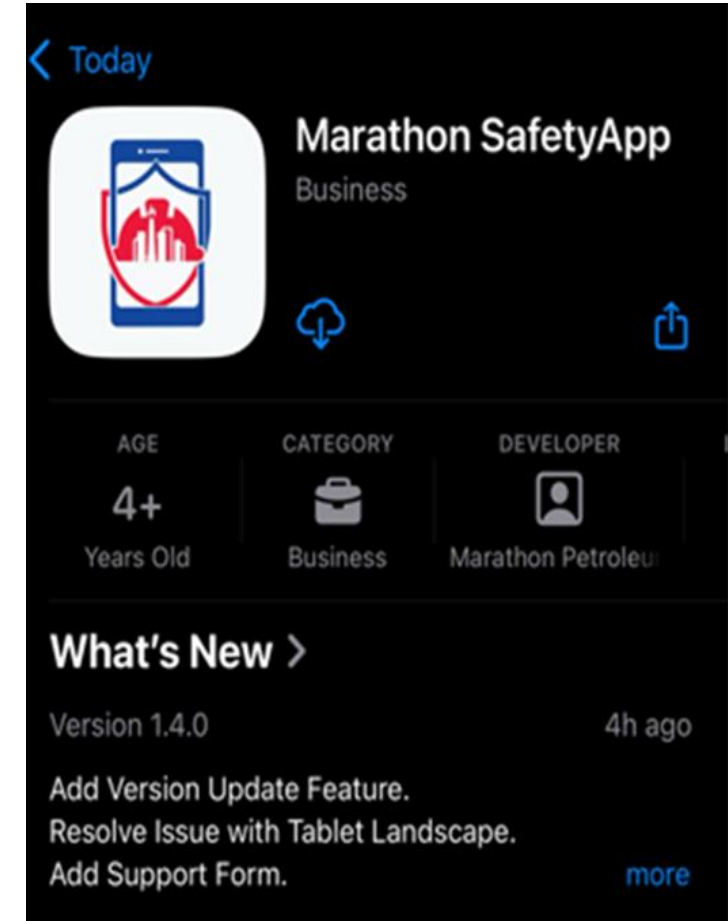 Today
Marathon SafetyApp
Business
AGE
CATEGORY
DEVELOPER
4+
Years Old
Business
Marathon Petroleu
What's New >
Version 1.4.0
4h ago
Add Version Update Feature.
Resolve Issue with Tablet Landscape.
Add Support Form.
more